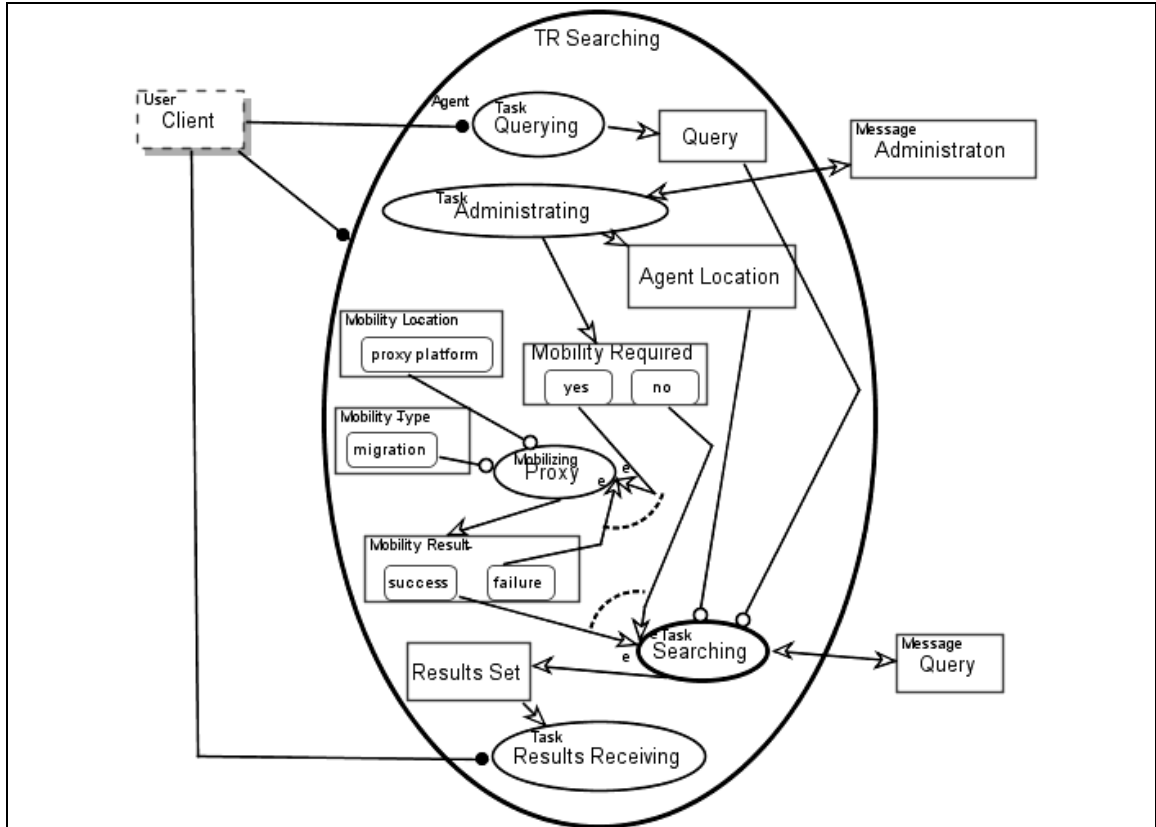 TR Searching
User
Client
Agent
Task
Querying
Query
Message
Administraton
Task
Administrating
Agent Location
Mobility Location
proxy platform
Mobility Required
yes
no
Mobility Type
migration
Mobilizing
Proxy
e
e
Mobility Result
success
failure
e
Task
Searching
e
Message
Query
Results Set
Task
Results Receiving